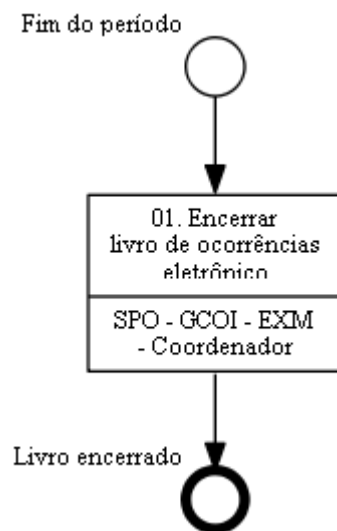 Fim do período
01. Encerrar
livro de ocorrências
eletrônico
SPO - GCOI - EXM
- Coordenador
Livro encerrado